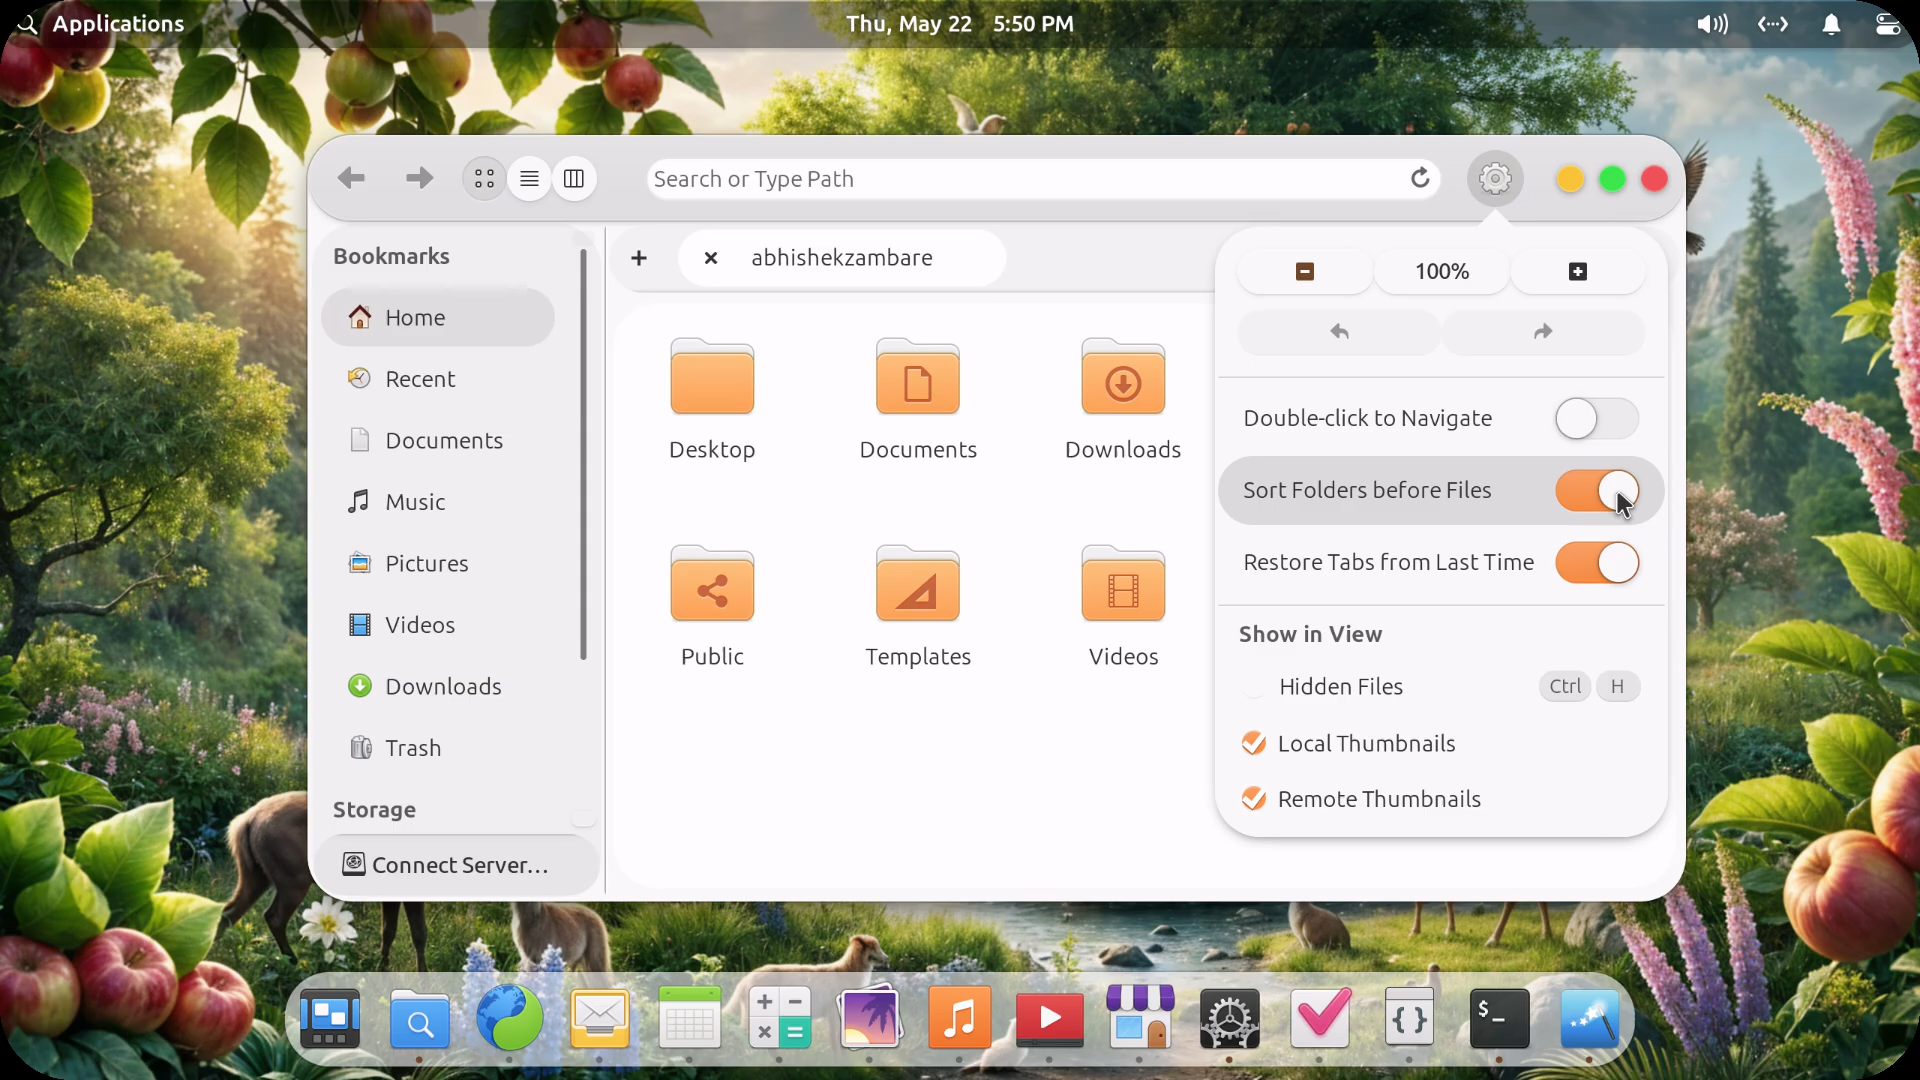 Applications
Thu, May 22 5:50 PM
Search or Type Path
Bookmarks
Home
Recent
Documents
Music
Pictures
Videos
Downloads
Trash
Storage
Connect Server...
abhishekzambare
Desktop
Documents
Downloads
Public
Templates
Videos
100%
Double-click to Navigate
Sort Folders before Files
Restore Tabs from Last Time
Show in View
Hidden Files Ctrl H
Local Thumbnails
Remote Thumbnails